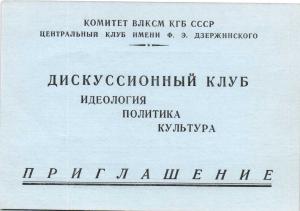 КОМИТЕТ ВЛКСМ КГБ СССР
ЦЕНТРАЛЬНЫЙ КЛУБ ИМЕНИ Ф. Э. ДЗЕРЖИНСКОГО
ДИСКУССИОННЫЙ КЛУБ
ИДЕОЛОГИЯ
ПОЛИТИКА
КУЛЬТУРА
ПРИГЛАШЕНИЕ